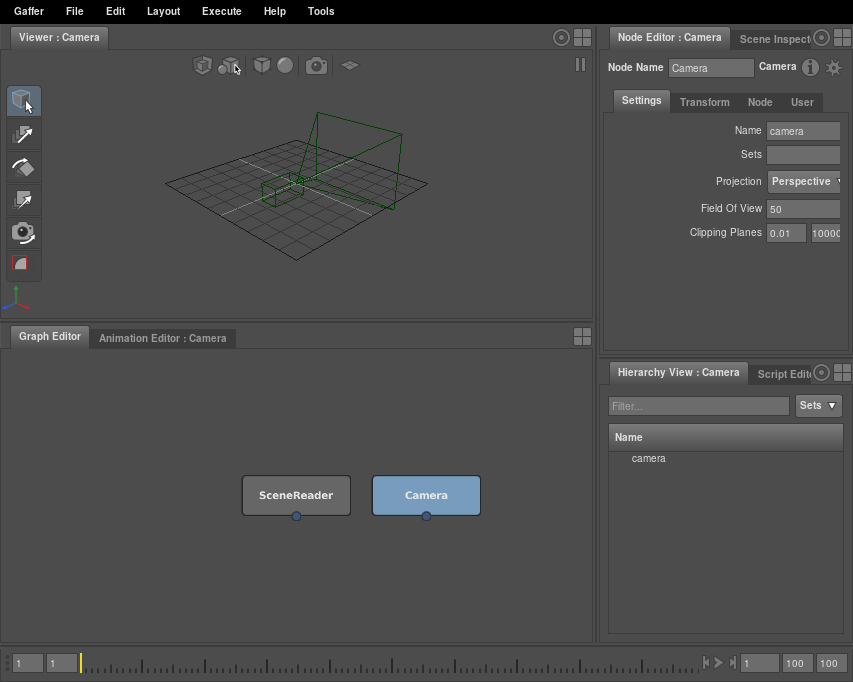 Gaffer File Edit Layout Execute Help Tools
Viewer : Camera
Node Editor : Camera Scene Inspect
Node Name Camera Camera
Settings Transform Node User
Name camera
Sets
Projection Perspective
Field Of View 50
Clipping Planes 0.01 10000
Graph Editor Animation Editor : Camera
SceneReader Camera
Hierarchy View : Camera Script Edit
Filter... Sets ▼
Name
camera
1 1 1 100 100